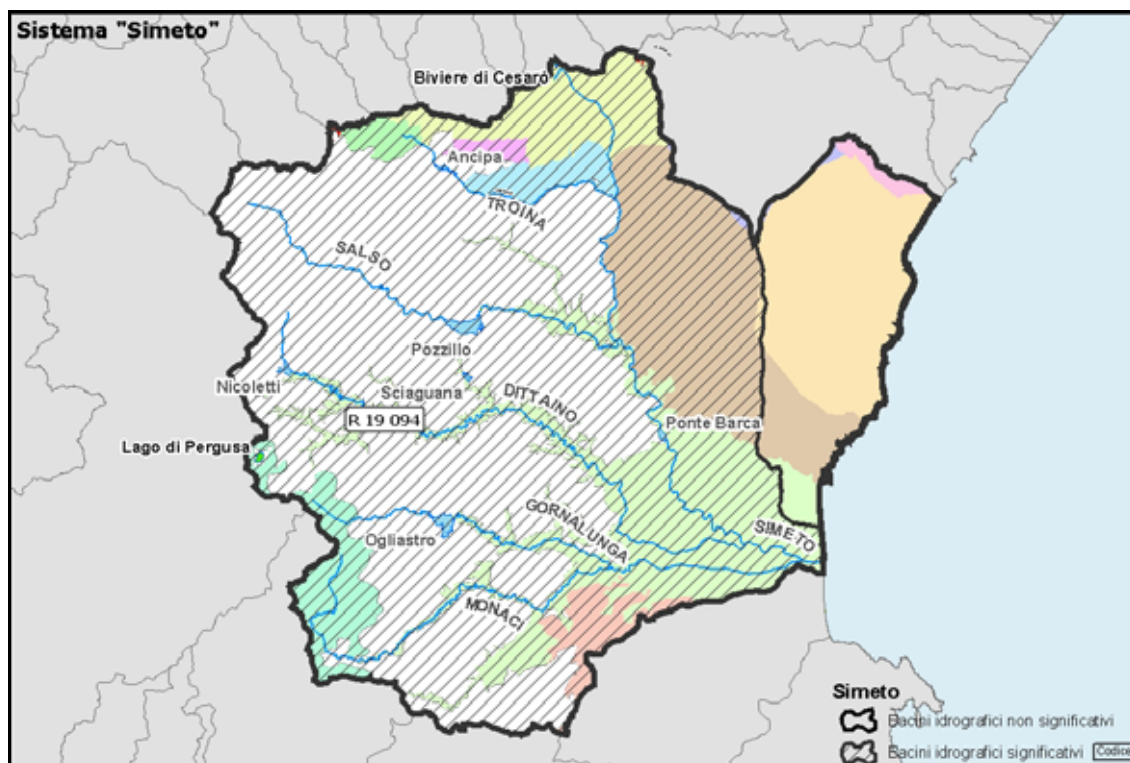 Sistema "Simeto"
Biviere di Cesarò
Ancipa
TROINA
SALSO
Pozzillo
Nicoletti
Sciaguana
DITTAINO
R 19 094
Ponte Barca
Lago di Pergusa
GORNALUNGA
SIMETO
Ogliastro
MONACI
Simeto
Bacini idrografici non significativi
Bacini idrografici significativi
Codice